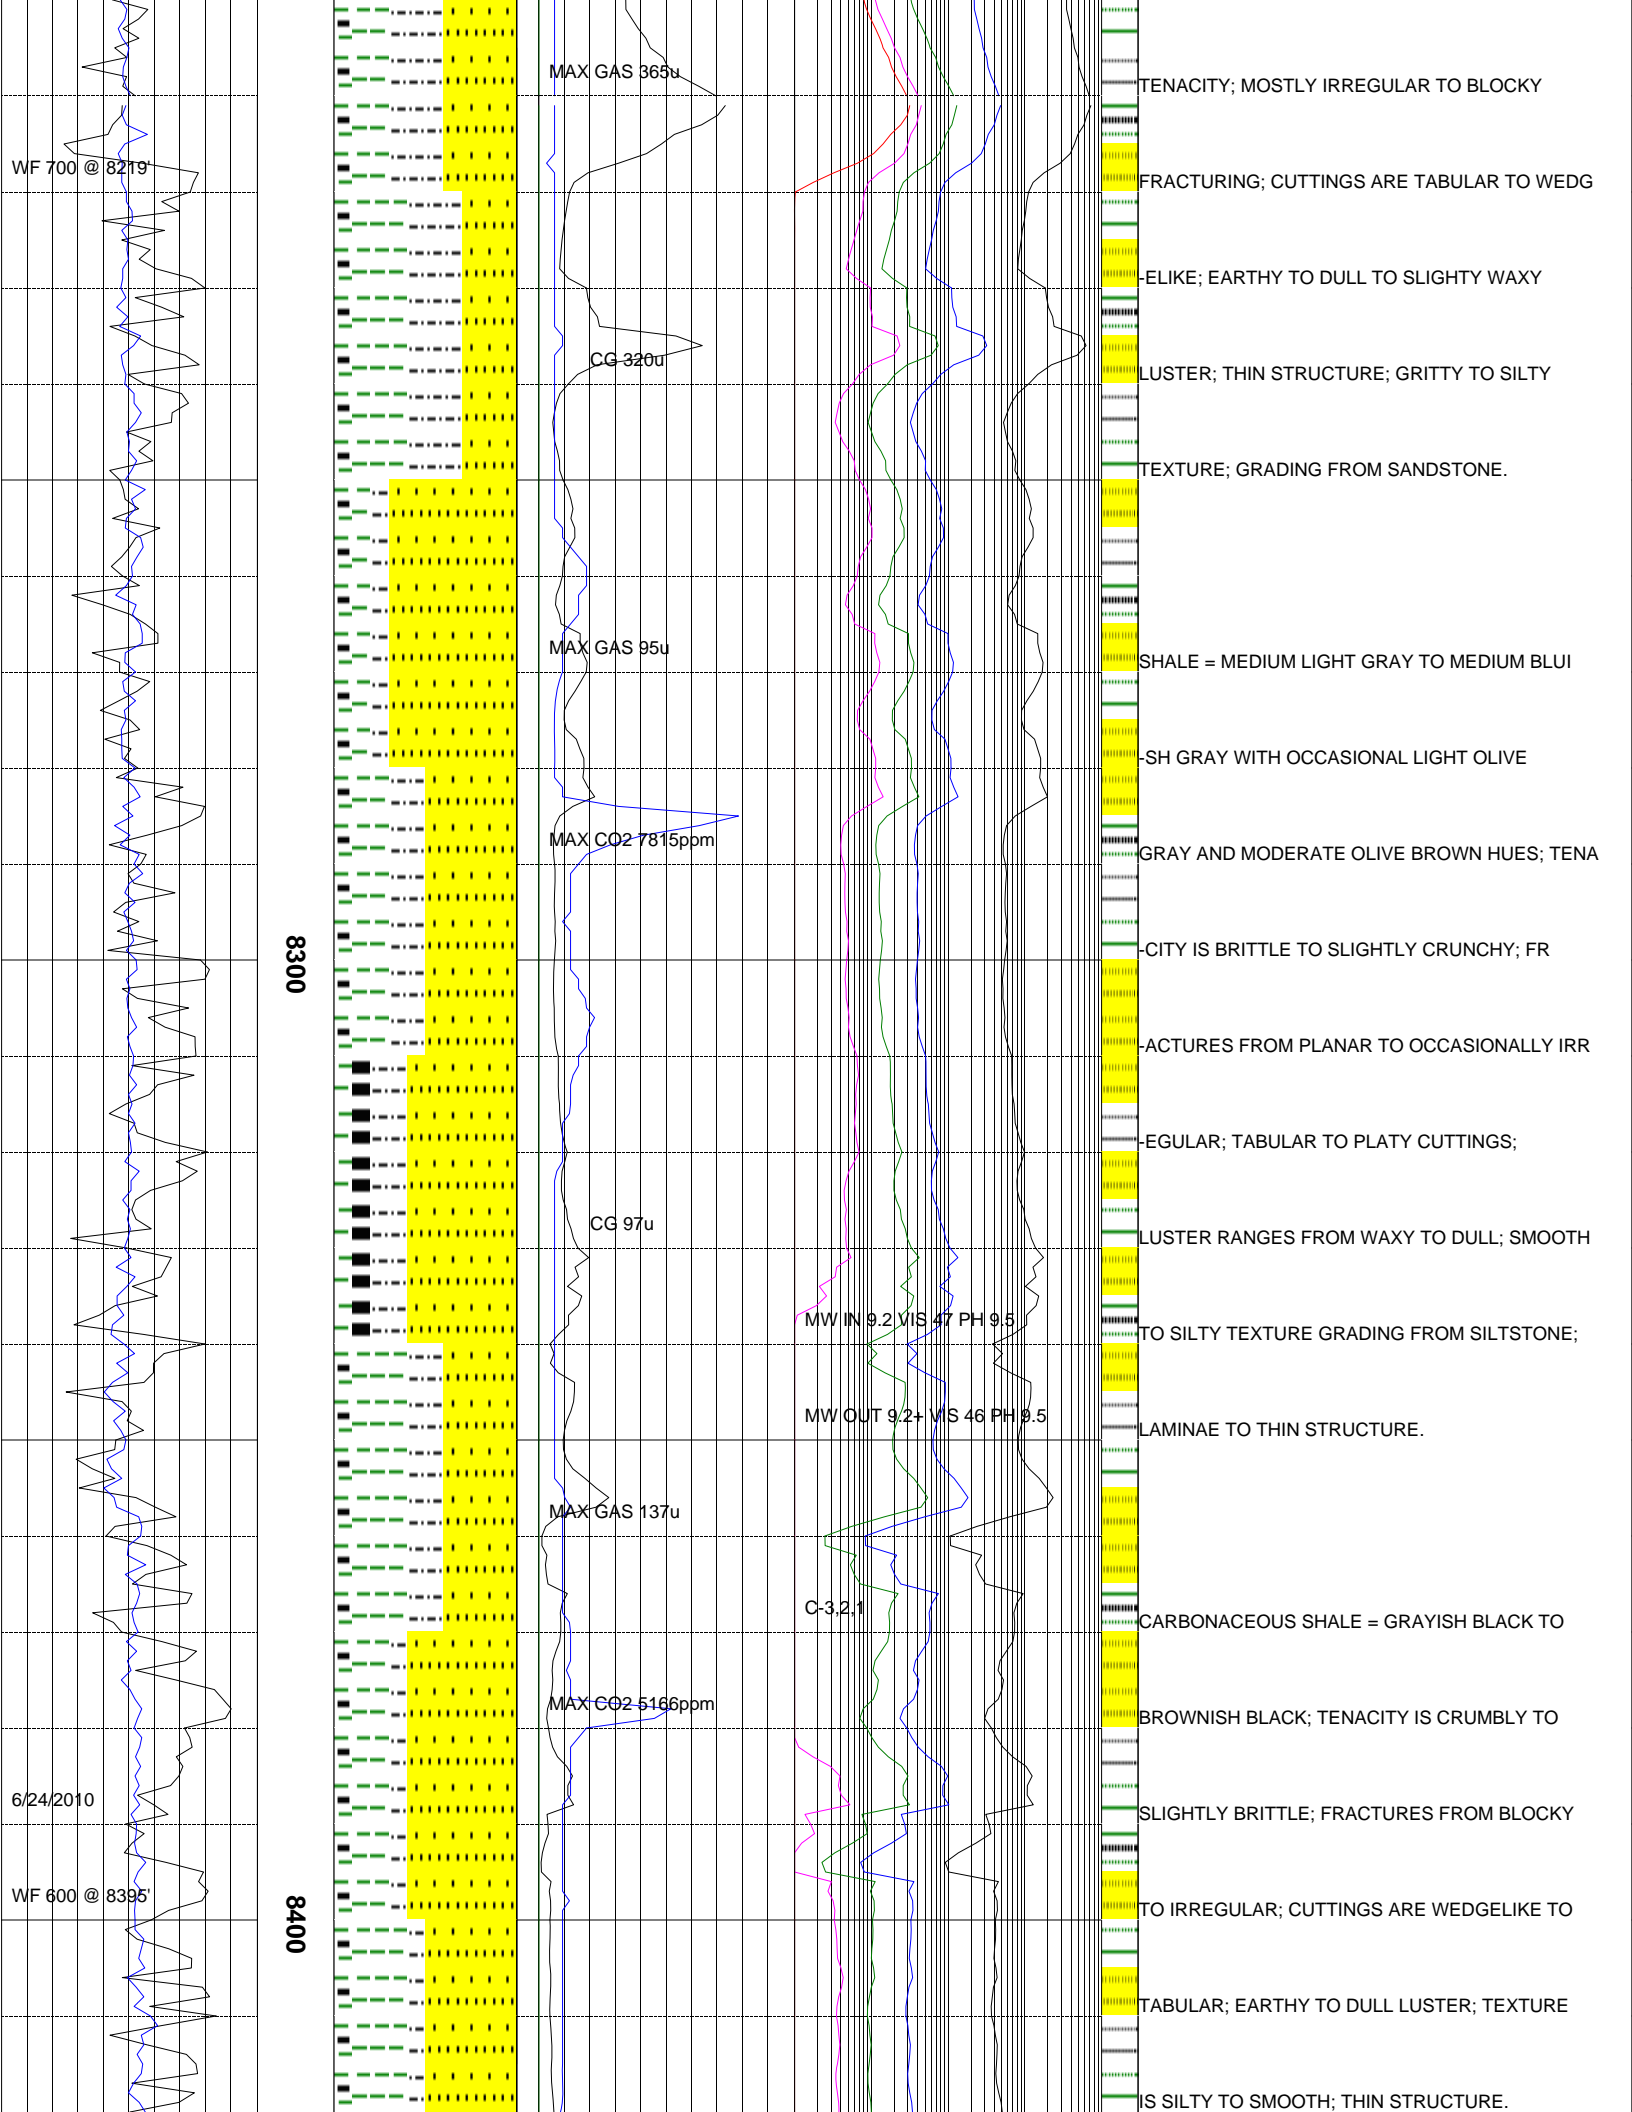 MAX GAS 365u
TENACITY; MOSTLY IRREGULAR TO BLOCKY
WF 700 @ 8219'
FRACTURING; CUTTINGS ARE TABULAR TO WEDG
-ELIKE; EARTHY TO DULL TO SLIGHTY WAXY
CG 320u
LUSTER; THIN STRUCTURE; GRITTY TO SILTY
TEXTURE; GRADING FROM SANDSTONE.
MAX GAS 95u
SHALE = MEDIUM LIGHT GRAY TO MEDIUM BLUI
-SH GRAY WITH OCCASIONAL LIGHT OLIVE
MAX CO2 7815ppm
GRAY AND MODERATE OLIVE BROWN HUES; TENA
8300
-CITY IS BRITTLE TO SLIGHTLY CRUNCHY; FR
-ACTURES FROM PLANAR TO OCCASIONALLY IRR
-EGULAR; TABULAR TO PLATY CUTTINGS;
CG 97u
LUSTER RANGES FROM WAXY TO DULL; SMOOTH
MW IN 9.2 VIS 47 PH 9.5
TO SILTY TEXTURE GRADING FROM SILTSTONE;
MW OUT 9.2+ VIS 46 PH 9.5
LAMINAE TO THIN STRUCTURE.
MAX GAS 137u
C-3,2,1
CARBONACEOUS SHALE = GRAYISH BLACK TO
MAX CO2 5166ppm
BROWNISH BLACK; TENACITY IS CRUMBLY TO
6/24/2010
SLIGHTLY BRITTLE; FRACTURES FROM BLOCKY
WF 600 @ 8395'
8400
TO IRREGULAR; CUTTINGS ARE WEDGELIKE TO
TABULAR; EARTHY TO DULL LUSTER; TEXTURE
IS SILTY TO SMOOTH; THIN STRUCTURE.